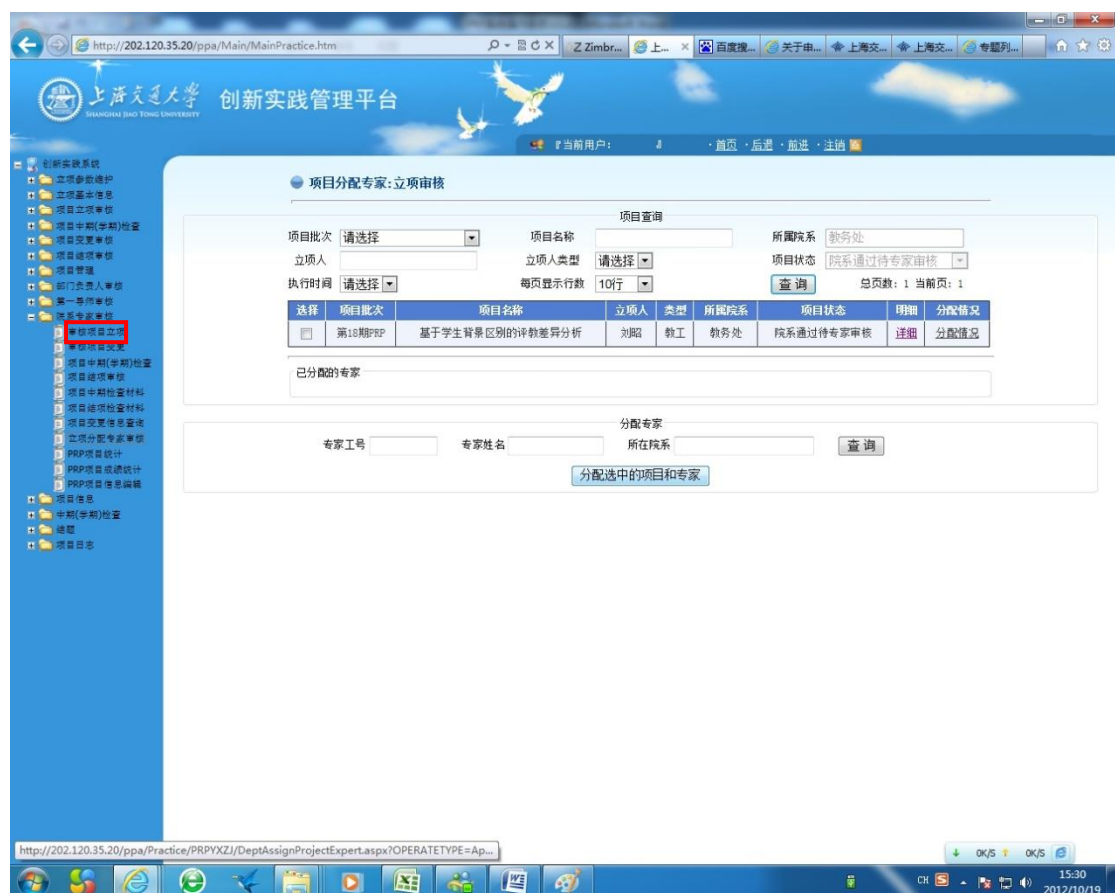 http://202.120.35.20/ppa/Main/MainPractice.htm
Z Zimbr...
上... ×
百度搜...
关于申...
上海交...
上海交...
专题列...
上海交通大学
SHANGHAI JIAO TONG UNIVERSITY
创新实践管理平台
『当前用户: 』
·首页 ·后退 ·前进 ·注销
创新实践系统
立项参数维护
立项基本信息
项目立项审核
项目中期(学期)检查
项目变更审核
项目结项审核
项目管理
部门负责人审核
第一导师审核
院系专家审核
审核项目立项
审核项目变更
项目中期(学期)检查
项目结项审核
项目中期检查材料
项目结项检查材料
项目变更信息查询
立项分配专家审核
PRP项目统计
PRP项目成绩统计
PRP项目信息编辑
项目信息
中期(学期)检查
结题
项目日志
项目分配专家:立项审核
项目查询
项目批次 请选择 项目名称 所属院系 教务处
立项人 立项人类型 请选择 项目状态 院系通过待专家审核
执行时间 请选择 每页显示行数 10行 查询 总页数: 1 当前页: 1
选择 项目批次 项目名称 立项人 类型 所属院系 项目状态 明细 分配情况
第18期PRP 基于学生背景区别的评教差异分析 刘昭 教工 教务处 院系通过待专家审核 详细 分配情况
已分配的专家
分配专家
专家工号 专家姓名 所在院系 查询
分配选中的项目和专家
http://202.120.35.20/ppa/Practice/PRPYXZJ/DeptAssignProjectExpert.aspx?OPERATETYPE=Ap...
0K/S 0K/S
CH
15:30
2012/10/19